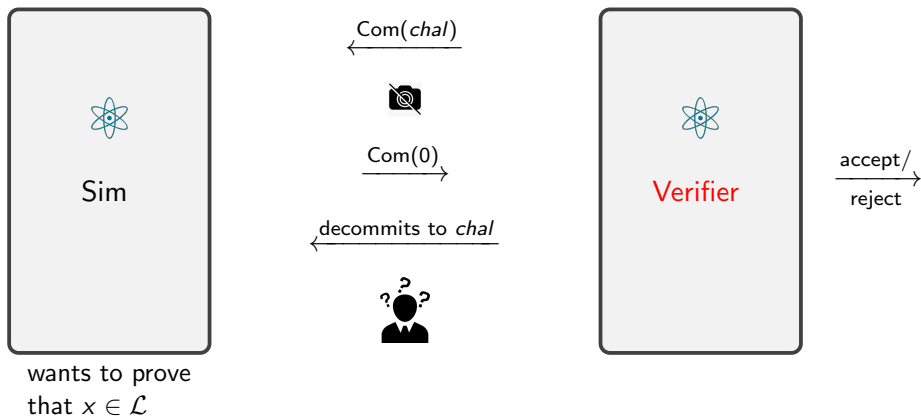 Com(chal)
Com(0)
Sim
Verifier
accept/
reject
decommits to chal
? ? ?
wants to prove
that x ∈ ℒ